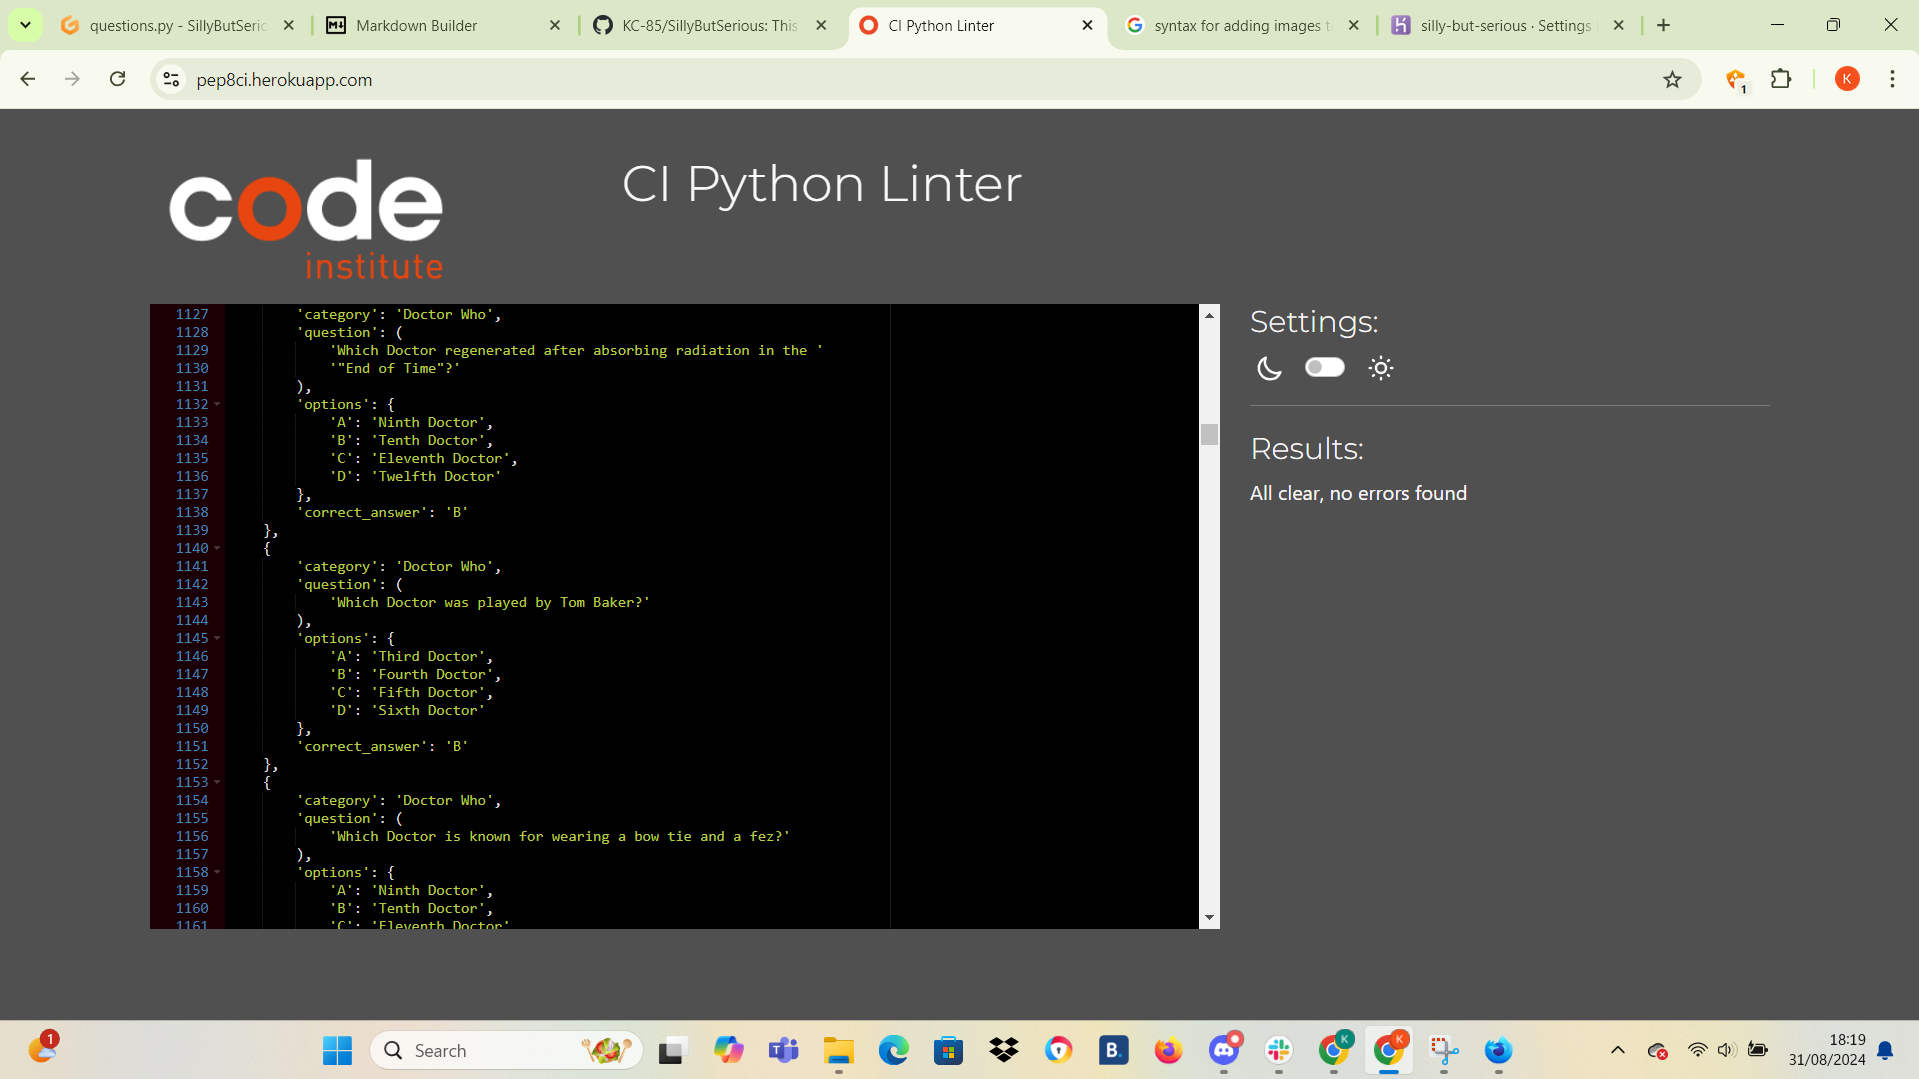 questions.py - SillyButSerio
Markdown Builder
KC-85/SillyButSerious: This
CI Python Linter
syntax for adding images t
silly-but-serious · Settings
pep8ci.herokuapp.com
1
K
code
institute
CI Python Linter
1127 'category': 'Doctor Who',
1128 'question': (
1129 'Which Doctor regenerated after absorbing radiation in the '
1130 '"End of Time"?'
1131 ),
1132 'options': {
1133 'A': 'Ninth Doctor',
1134 'B': 'Tenth Doctor',
1135 'C': 'Eleventh Doctor',
1136 'D': 'Twelfth Doctor'
1137 },
1138 'correct_answer': 'B'
1139 },
1140 {
1141 'category': 'Doctor Who',
1142 'question': (
1143 'Which Doctor was played by Tom Baker?'
1144 ),
1145 'options': {
1146 'A': 'Third Doctor',
1147 'B': 'Fourth Doctor',
1148 'C': 'Fifth Doctor',
1149 'D': 'Sixth Doctor'
1150 },
1151 'correct_answer': 'B'
1152 },
1153 {
1154 'category': 'Doctor Who',
1155 'question': (
1156 'Which Doctor is known for wearing a bow tie and a fez?'
1157 ),
1158 'options': {
1159 'A': 'Ninth Doctor',
1160 'B': 'Tenth Doctor',
1161 'C': 'Eleventh Doctor'
Settings:
Results:
All clear, no errors found
1
Search
B.
K
K
18:19
31/08/2024